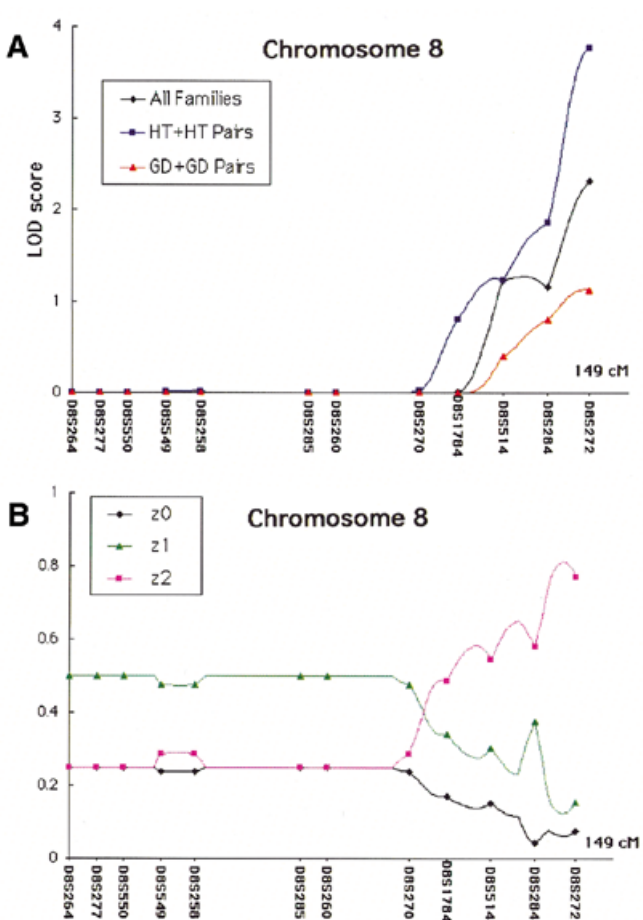 A
Chromosome 8
4
3
2
1
0
LOD score
All Families
HT+HT Pairs
GD+GD Pairs
149 cM
D8S264
D8S277
D8S550
D8S549
D8S258
D8S285
D8S260
D8S270
D8S1784
D8S514
D8S284
D8S272
B
Chromosome 8
1
0.8
0.6
0.4
0.2
0
z0
z1
z2
149 cM
D8S264
D8S277
D8S550
D8S549
D8S258
D8S285
D8S260
D8S270
D8S1784
D8S514
D8S284
D8S272